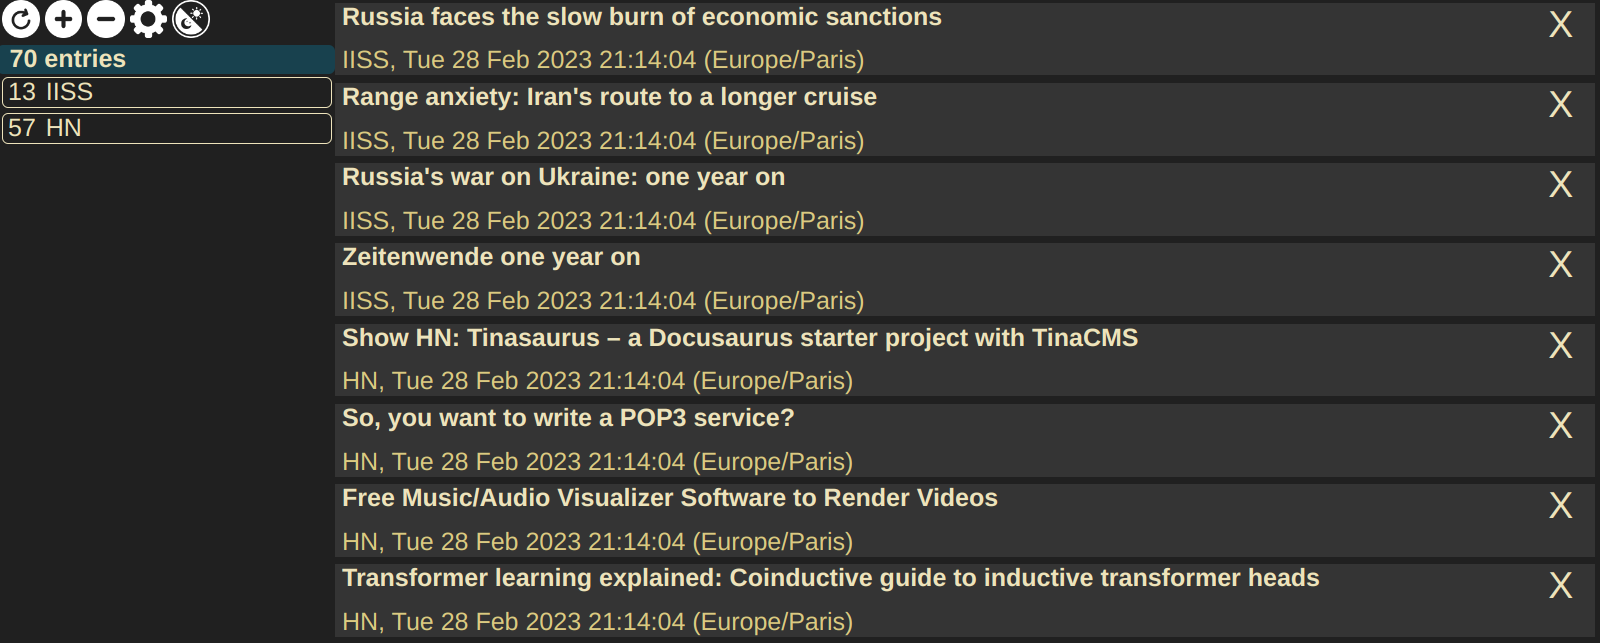 70 entries
13 IISS
57 HN
Russia faces the slow burn of economic sanctions
X
IISS, Tue 28 Feb 2023 21:14:04 (Europe/Paris)
Range anxiety: Iran's route to a longer cruise
X
IISS, Tue 28 Feb 2023 21:14:04 (Europe/Paris)
Russia's war on Ukraine: one year on
X
IISS, Tue 28 Feb 2023 21:14:04 (Europe/Paris)
Zeitenwende one year on
X
IISS, Tue 28 Feb 2023 21:14:04 (Europe/Paris)
Show HN: Tinasaurus – a Docusaurus starter project with TinaCMS
X
HN, Tue 28 Feb 2023 21:14:04 (Europe/Paris)
So, you want to write a POP3 service?
X
HN, Tue 28 Feb 2023 21:14:04 (Europe/Paris)
Free Music/Audio Visualizer Software to Render Videos
X
HN, Tue 28 Feb 2023 21:14:04 (Europe/Paris)
Transformer learning explained: Coinductive guide to inductive transformer heads
X
HN, Tue 28 Feb 2023 21:14:04 (Europe/Paris)